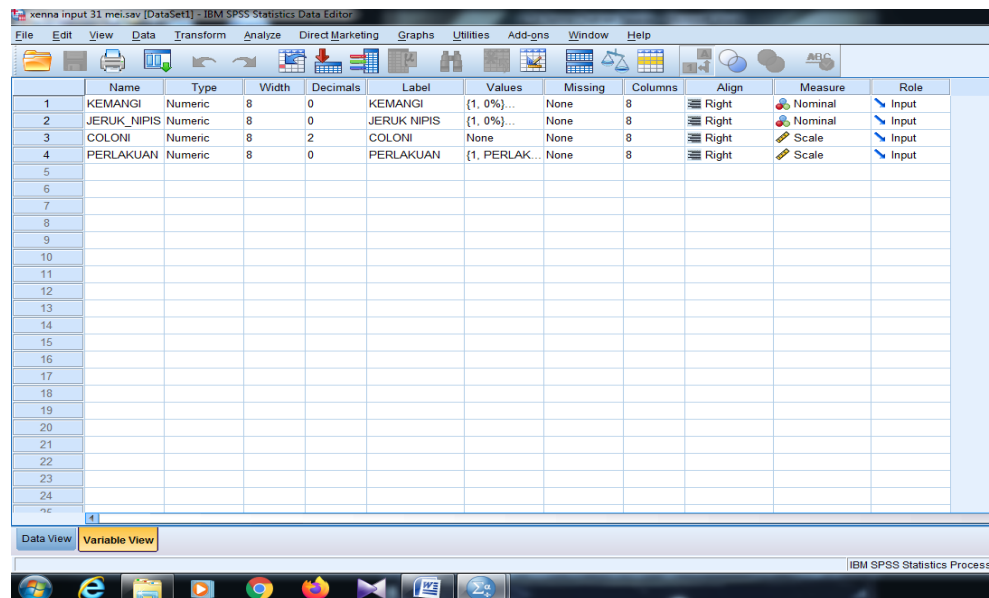 xenna input 31 mei.sav [DataSet1] - IBM SPSS Statistics Data Editor
File Edit View Data Transform Analyze Direct Marketing Graphs Utilities Add-ons Window Help
Name Type Width Decimals Label Values Missing Columns Align Measure Role
1 KEMANGI Numeric 8 0 KEMANGI {1, 0%}... None 8 Right Nominal Input
2 JERUK_NIPIS Numeric 8 0 JERUK NIPIS {1, 0%}... None 8 Right Nominal Input
3 COLONI Numeric 8 2 COLONI None None 8 Right Scale Input
4 PERLAKUAN Numeric 8 0 PERLAKUAN {1, PERLAK... None 8 Right Scale Input
5
6
7
8
9
10
11
12
13
14
15
16
17
18
19
20
21
22
23
24
25
Data View Variable View
IBM SPSS Statistics Process